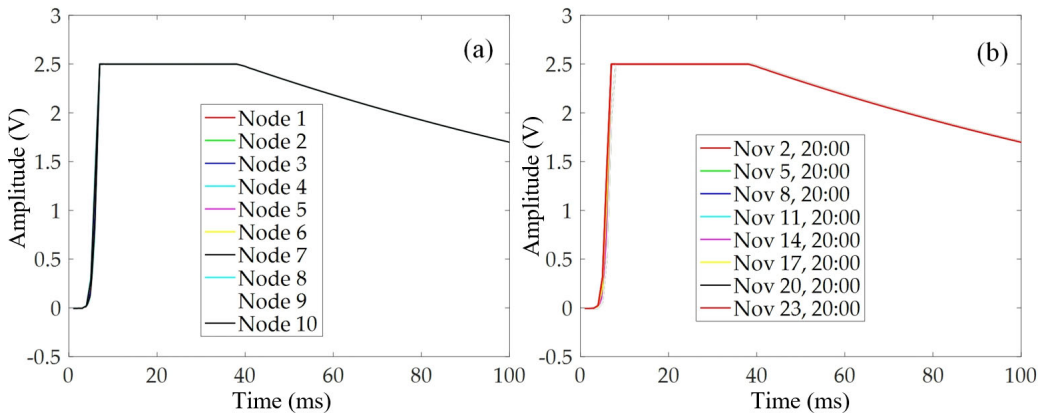 3
2.5
2
1.5
1
0.5
0
-0.5
Amplitude (V)
(a)
Node 1
Node 2
Node 3
Node 4
Node 5
Node 6
Node 7
Node 8
Node 9
Node 10
0 20 40 60 80 100
Time (ms)
3
2.5
2
1.5
1
0.5
0
-0.5
Amplitude (V)
(b)
Nov 2, 20:00
Nov 5, 20:00
Nov 8, 20:00
Nov 11, 20:00
Nov 14, 20:00
Nov 17, 20:00
Nov 20, 20:00
Nov 23, 20:00
0 20 40 60 80 100
Time (ms)